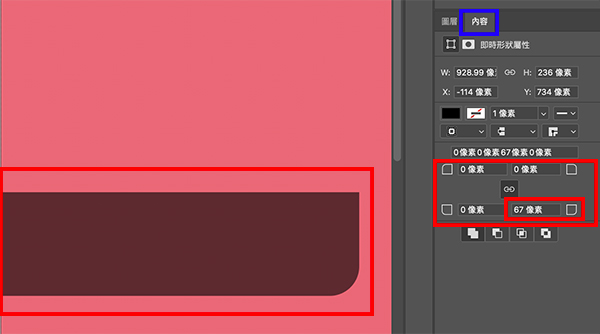 圖層 內容
即時形狀屬性
W: 928.99 像 H: 236 像素
X: -114 像素 Y: 734 像素
1 像素
0像素0像素67像素0像素
0 像素 0 像素
0 像素 67 像素